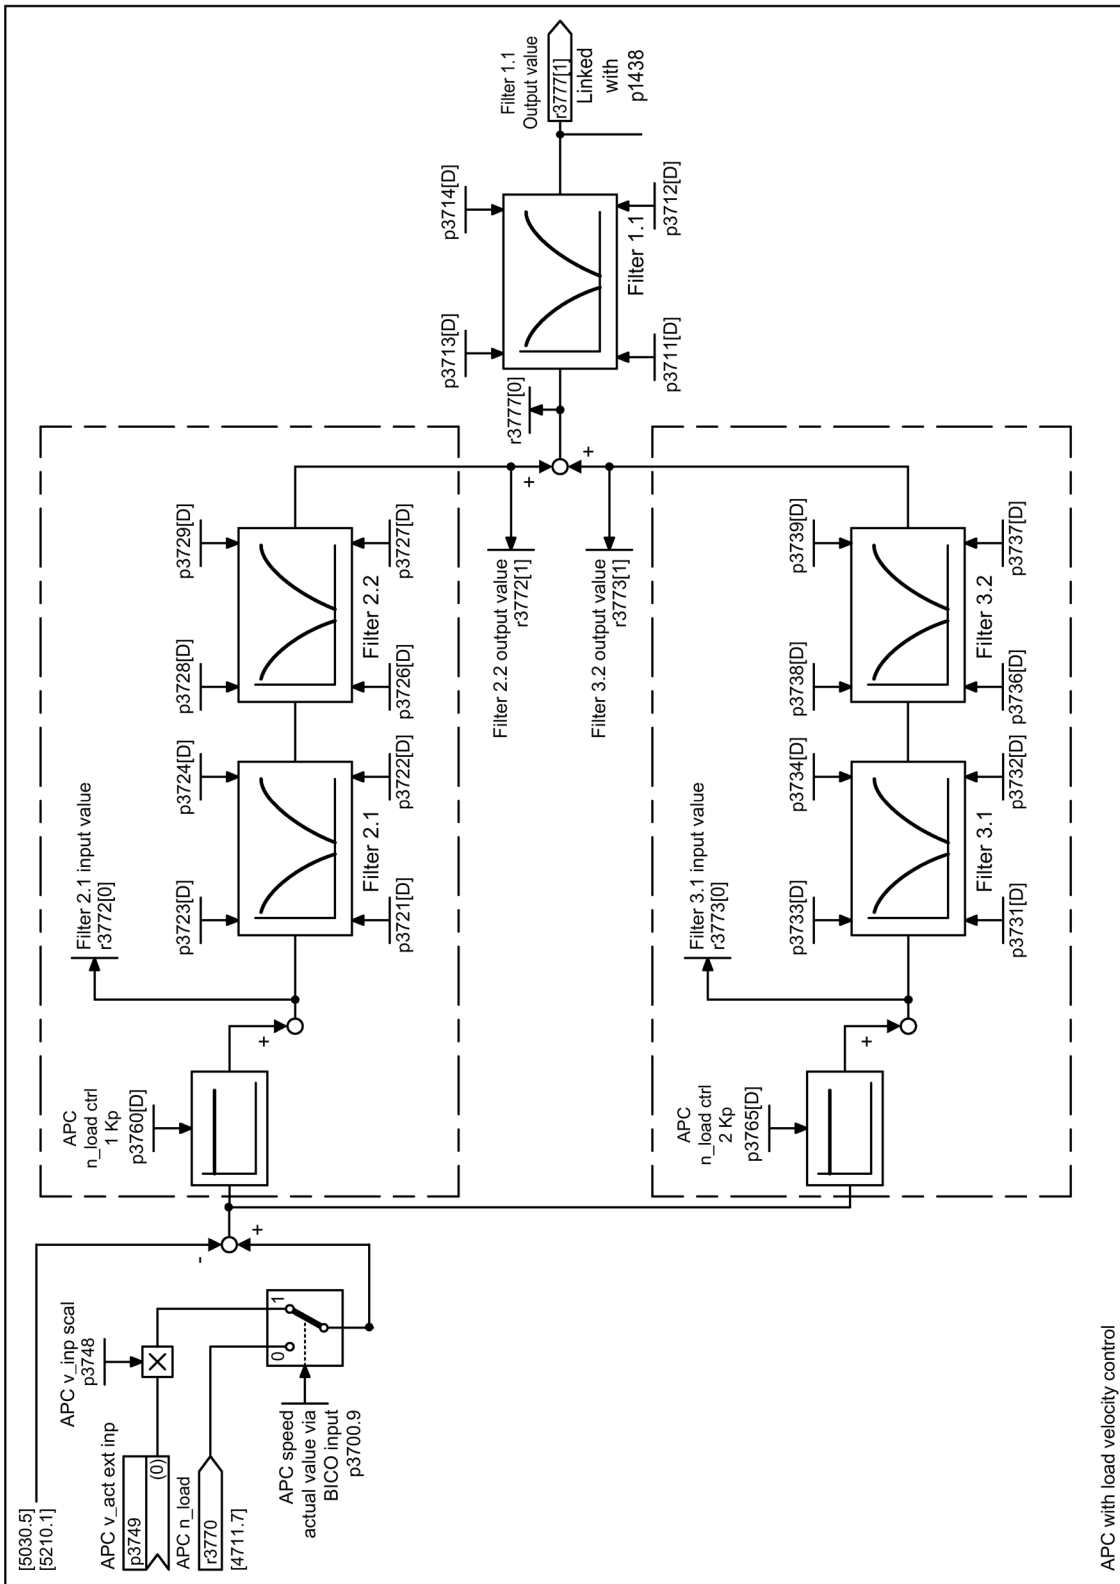 [5030.5]
[5210.1]
APC v_inp scal
p3748
APC v_act ext inp
p3749
(0)
APC n_load
r3770
[4711.7]
0
1
APC speed
actual value via
BICO input
p3700.9
-
+
APC
n_load ctrl
1 Kp
p3760[D]
+
Filter 2.1 input value
r3772[0]
p3723[D]
p3724[D]
p3721[D]
p3722[D]
Filter 2.1
p3728[D]
p3729[D]
p3726[D]
p3727[D]
Filter 2.2
Filter 2.2 output value
r3772[1]
+
APC
n_load ctrl
2 Kp
p3765[D]
+
Filter 3.1 input value
r3773[0]
p3733[D]
p3734[D]
p3731[D]
p3732[D]
Filter 3.1
p3738[D]
p3739[D]
p3736[D]
p3737[D]
Filter 3.2
Filter 3.2 output value
r3773[1]
+
r3777[0]
p3713[D]
p3714[D]
p3711[D]
p3712[D]
Filter 1.1
Filter 1.1
Output value
r3777[1]
Linked
with
p1438
APC with load velocity control